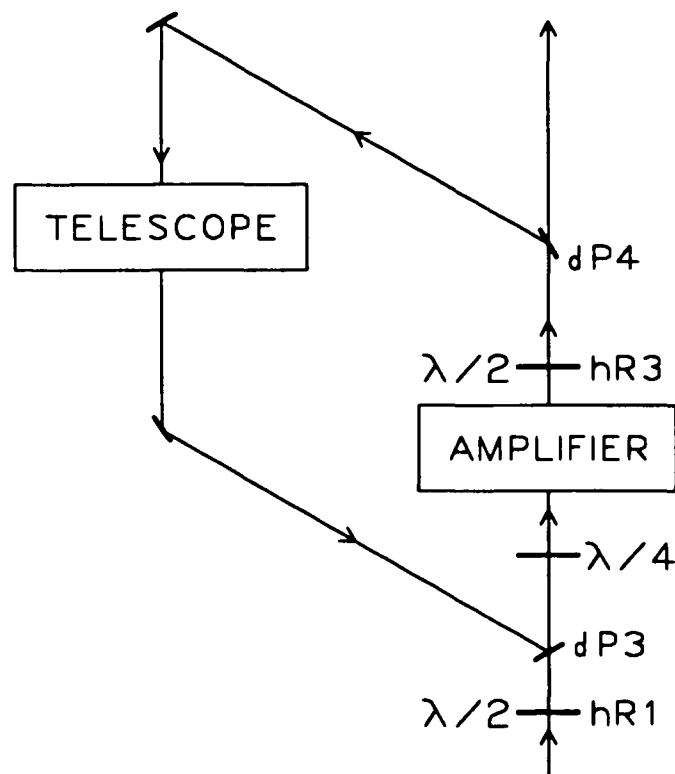 TELESCOPE
dP4
λ/2 hR3
AMPLIFIER
λ/4
dP3
λ/2 hR1